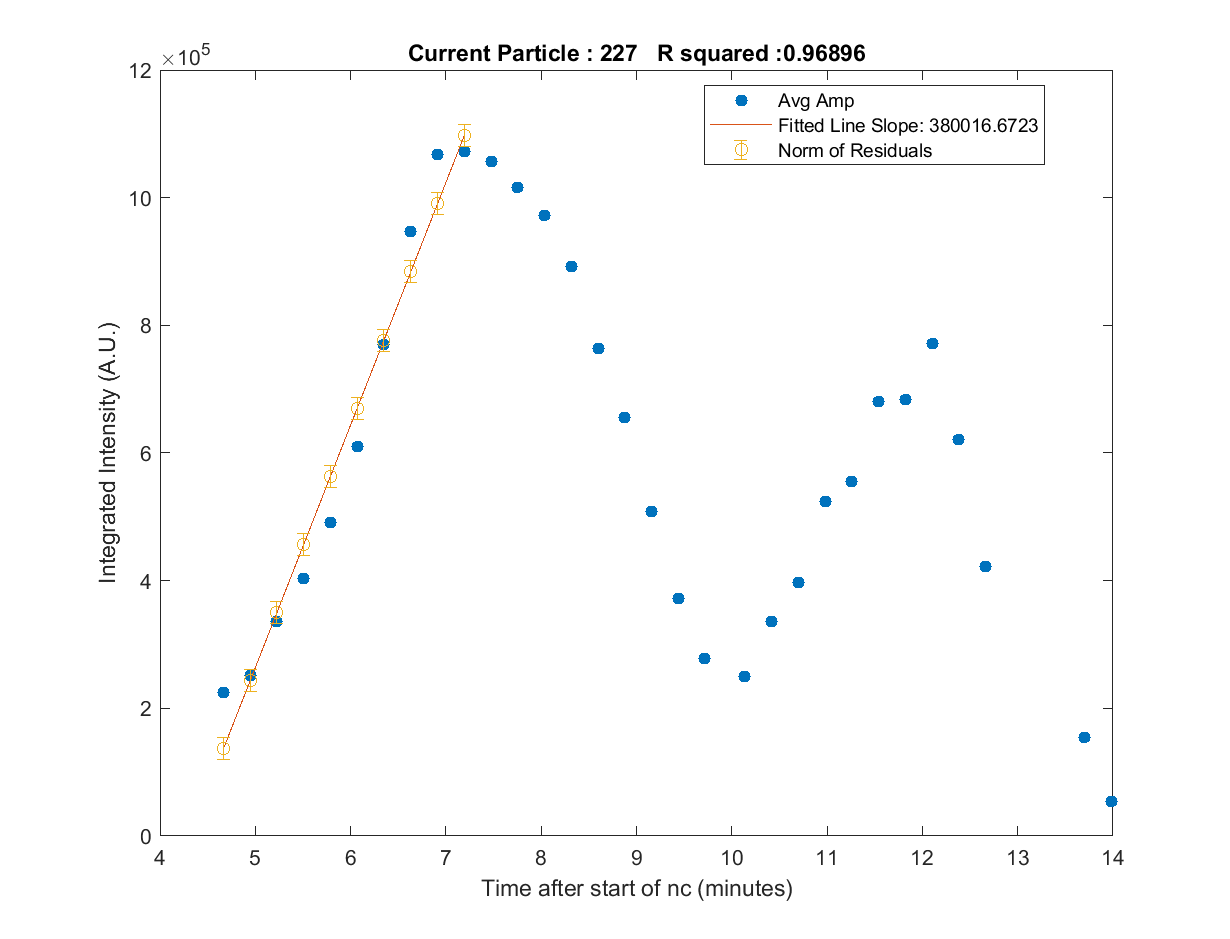 Current Particle : 227   R squared :0.96896
×10^5
Avg Amp
Fitted Line Slope: 380016.6723
Norm of Residuals
12
10
8
6
4
2
0
Integrated Intensity (A.U.)
4 5 6 7 8 9 10 11 12 13 14
Time after start of nc (minutes)